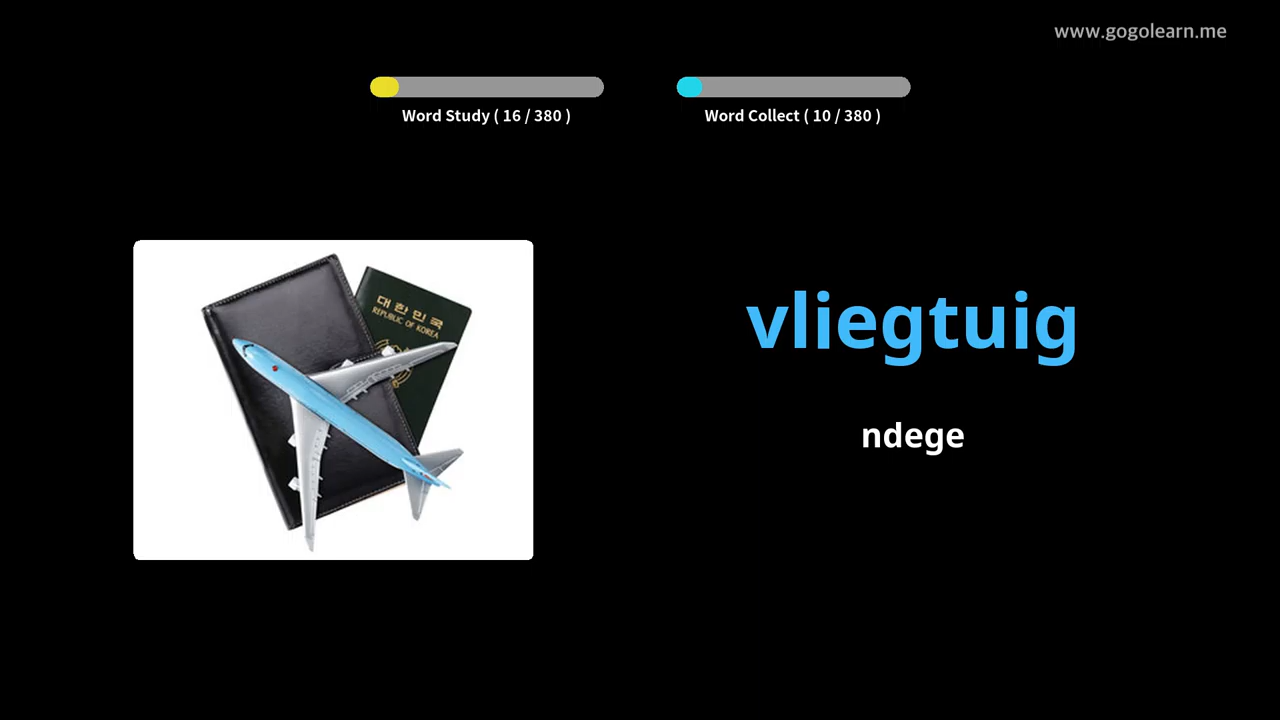 www.gogolearn.me
Word Study ( 16 / 380 )
Word Collect ( 10 / 380 )
대한민국
REPUBLIC OF KOREA
vliegtuig
ndege